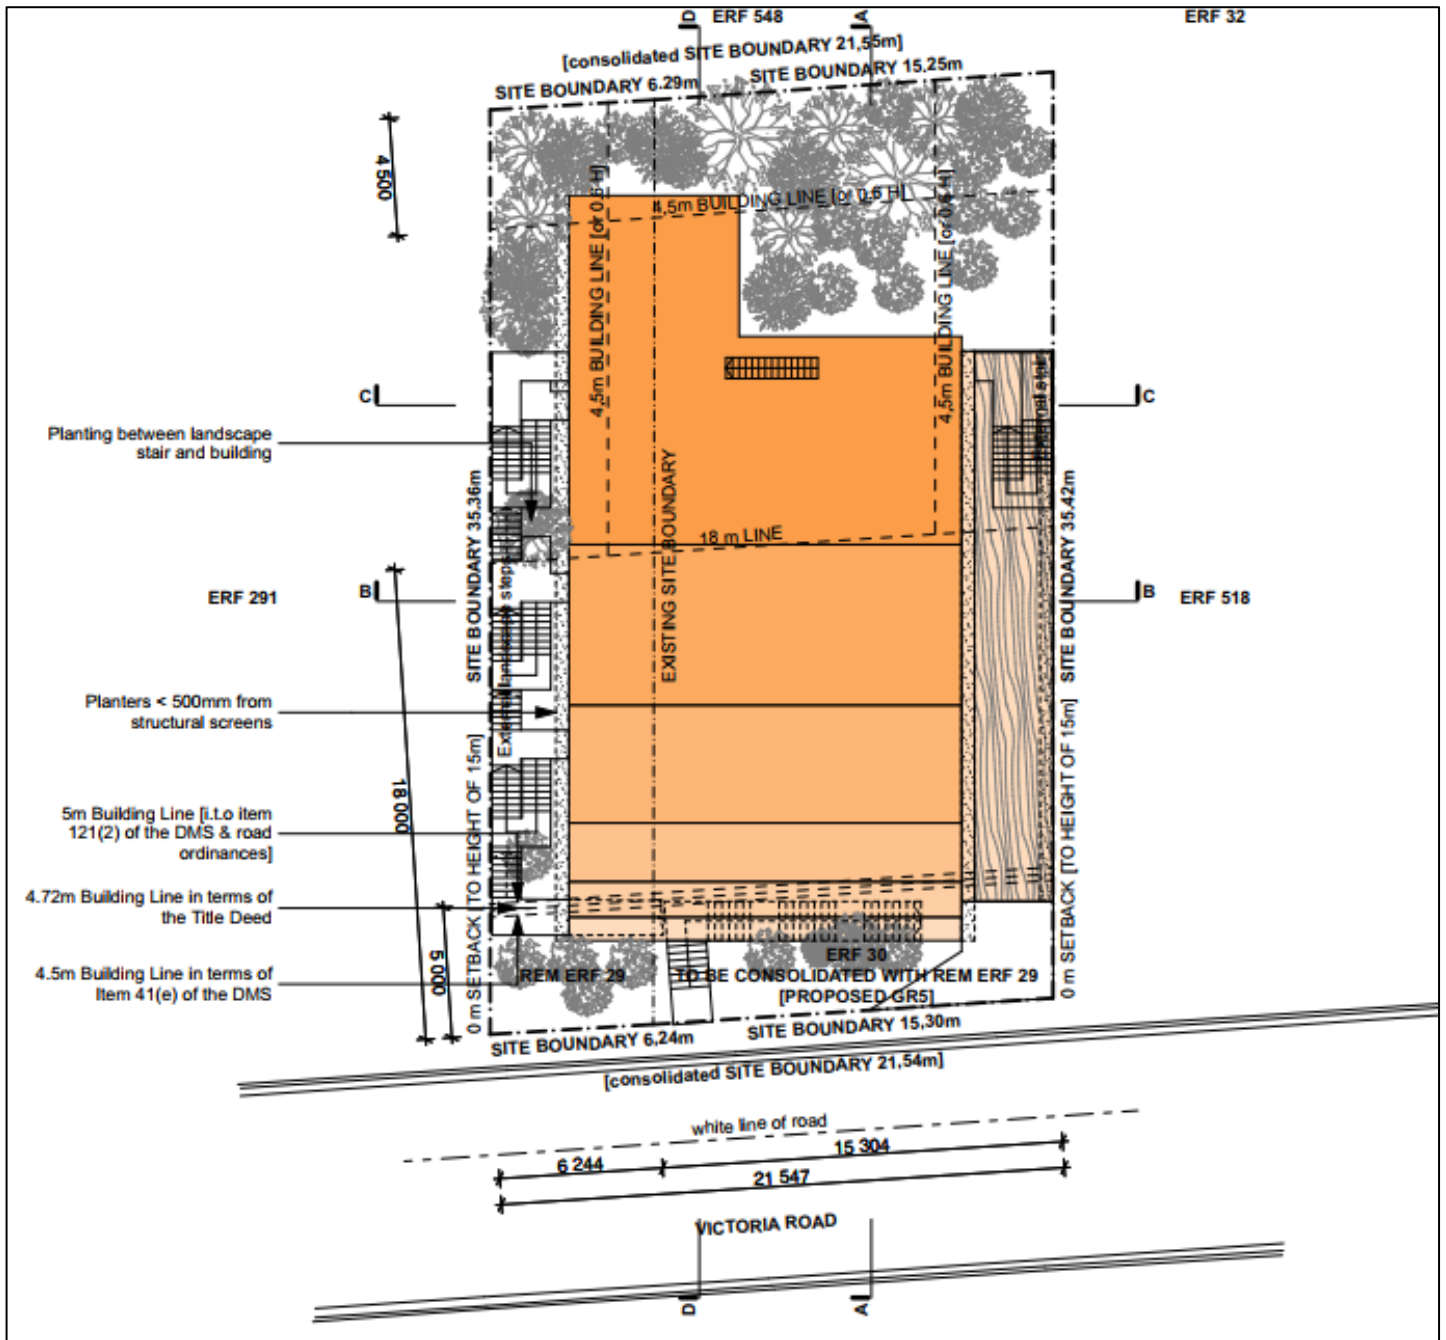 D
ERF 548
A
ERF 32
[consolidated SITE BOUNDARY 21,55m]
SITE BOUNDARY 6.29m
SITE BOUNDARY 15,25m
4 500
4,5m BUILDING LINE [or 0.6 H]
4,5m BUILDING LINE [or 0.6 H]
4,5m BUILDING LINE [or 0.6 H]
C
C
Planting between landscape
stair and building
SITE BOUNDARY 35.36m
EXISTING SITE BOUNDARY
SITE BOUNDARY 35.42m
18 m LINE
ERF 291
B
B
ERF 518
External landscape steps
Planters < 500mm from
structural screens
0 m SETBACK [TO HEIGHT OF 15m]
0 m SETBACK [TO HEIGHT OF 15m]
18 000
5m Building Line [i.t.o item
121(2) of the DMS & road
ordinances]
4.72m Building Line in terms of
the Title Deed
5 000
4.5m Building Line in terms of
Item 41(e) of the DMS
REM ERF 29
ERF 30
TO BE CONSOLIDATED WITH REM ERF 29
[PROPOSED GR5]
SITE BOUNDARY 6,24m
SITE BOUNDARY 15,30m
[consolidated SITE BOUNDARY 21,54m]
white line of road
6 244
15 304
21 547
VICTORIA ROAD
D
A